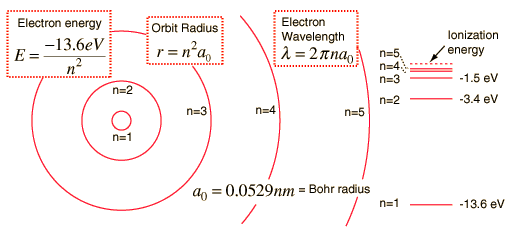 Electron energy
E = -13.6eV / n²
Orbit Radius
r = n²a₀
Electron
Wavelength
λ = 2πna₀
Ionization
energy
n=5
n=4
n=3 -1.5 eV
n=2 -3.4 eV
n=1 -13.6 eV
n=2
n=1
n=3
n=4
n=5
a₀ = 0.0529nm = Bohr radius